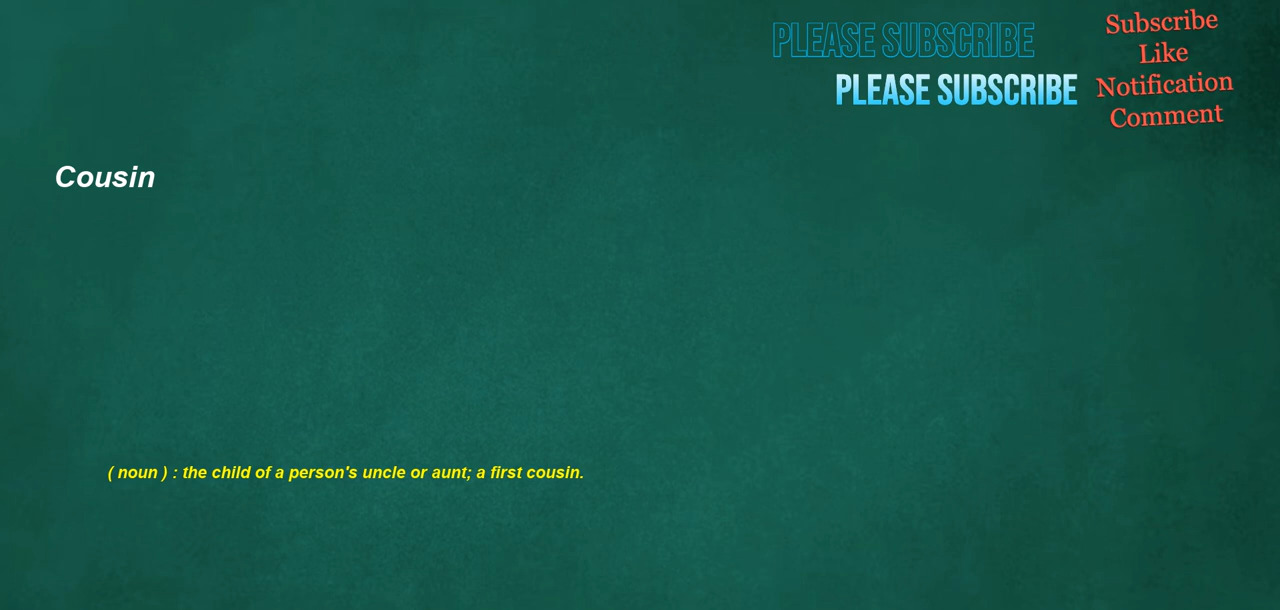 PLEASE SUBSCRIBE
PLEASE SUBSCRIBE
Subscribe
Like
Notification
Comment
Cousin
( noun ) : the child of a person's uncle or aunt; a first cousin.